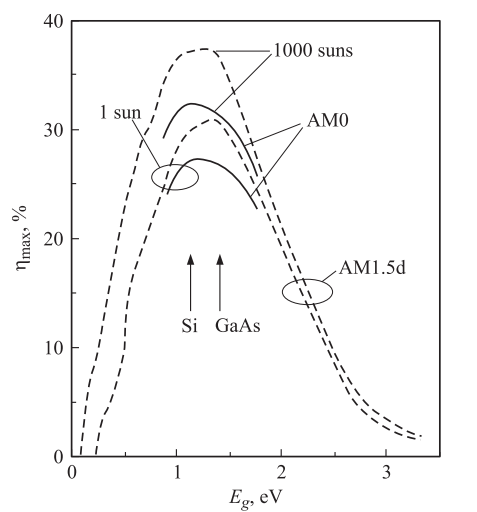 40
1000 suns
1 sun
AM0
30
η_max, %
20
AM1.5d
Si
GaAs
10
0
0
1
2
3
E_g, eV